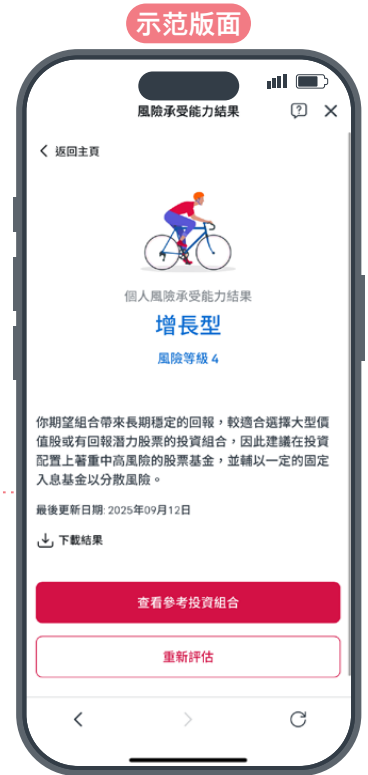 示范版面
風險承受能力結果
返回主頁
個人風險承受能力結果
增長型
風險等級 4
你期望組合帶來長期穩定的回報，較適合選擇大型價
值股或有回報潛力股票的投資組合，因此建議在投資
配置上著重中高風險的股票基金，並輔以一定的固定
入息基金以分散風險。
最後更新日期: 2025年09月12日
下載結果
查看參考投資組合
重新評估